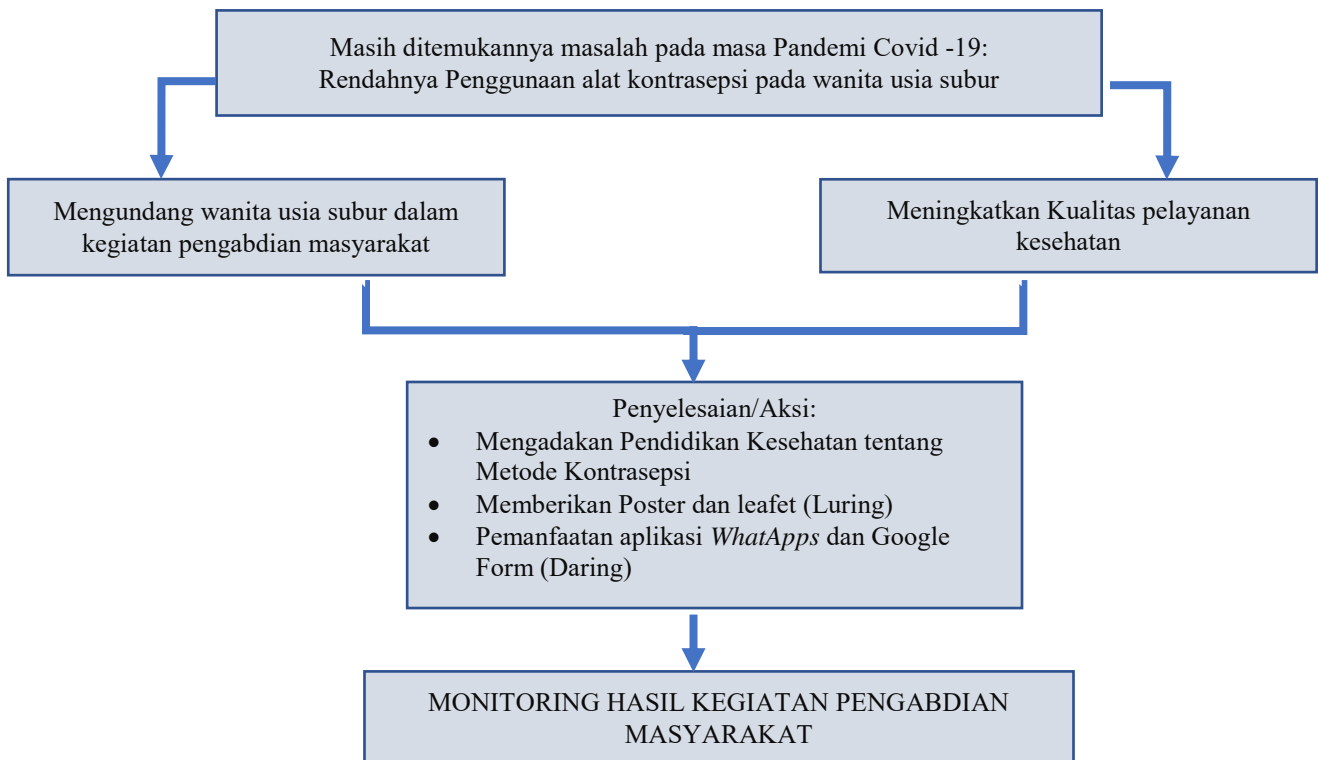 Masih ditemukannya masalah pada masa Pandemi Covid -19:
Rendahnya Penggunaan alat kontrasepsi pada wanita usia subur
Mengundang wanita usia subur dalam
kegiatan pengabdian masyarakat
Meningkatkan Kualitas pelayanan
kesehatan
Penyelesaian/Aksi:
• Mengadakan Pendidikan Kesehatan tentang
Metode Kontrasepsi
• Memberikan Poster dan leafet (Luring)
• Pemanfaatan aplikasi WhatApps dan Google
Form (Daring)
MONITORING HASIL KEGIATAN PENGABDIAN
MASYARAKAT